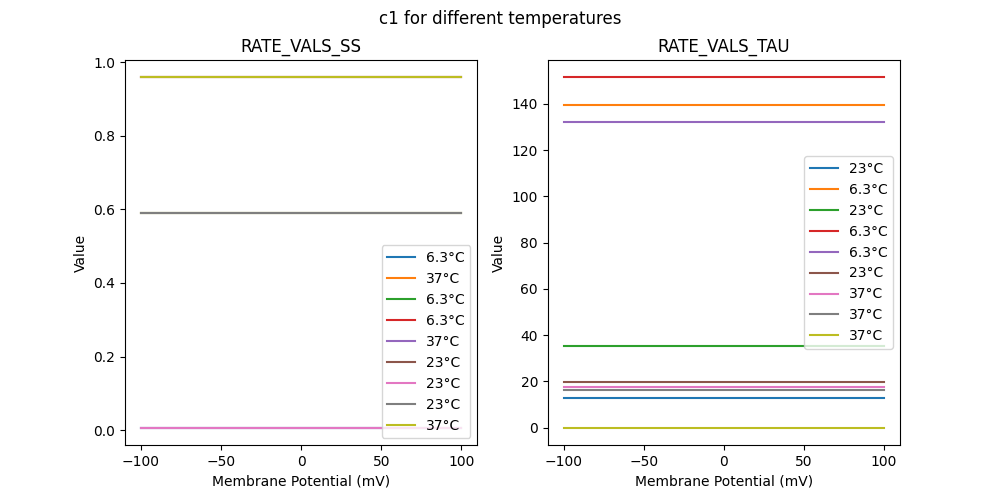 c1 for different temperatures
RATE_VALS_SS
1.0
0.8
0.6
0.4
0.2
0.0
Value
−100
−50
0
50
100
Membrane Potential (mV)
6.3°C
37°C
6.3°C
6.3°C
37°C
23°C
23°C
23°C
37°C
RATE_VALS_TAU
140
120
100
80
60
40
20
0
Value
−100
−50
0
50
100
Membrane Potential (mV)
23°C
6.3°C
23°C
6.3°C
6.3°C
23°C
37°C
37°C
37°C